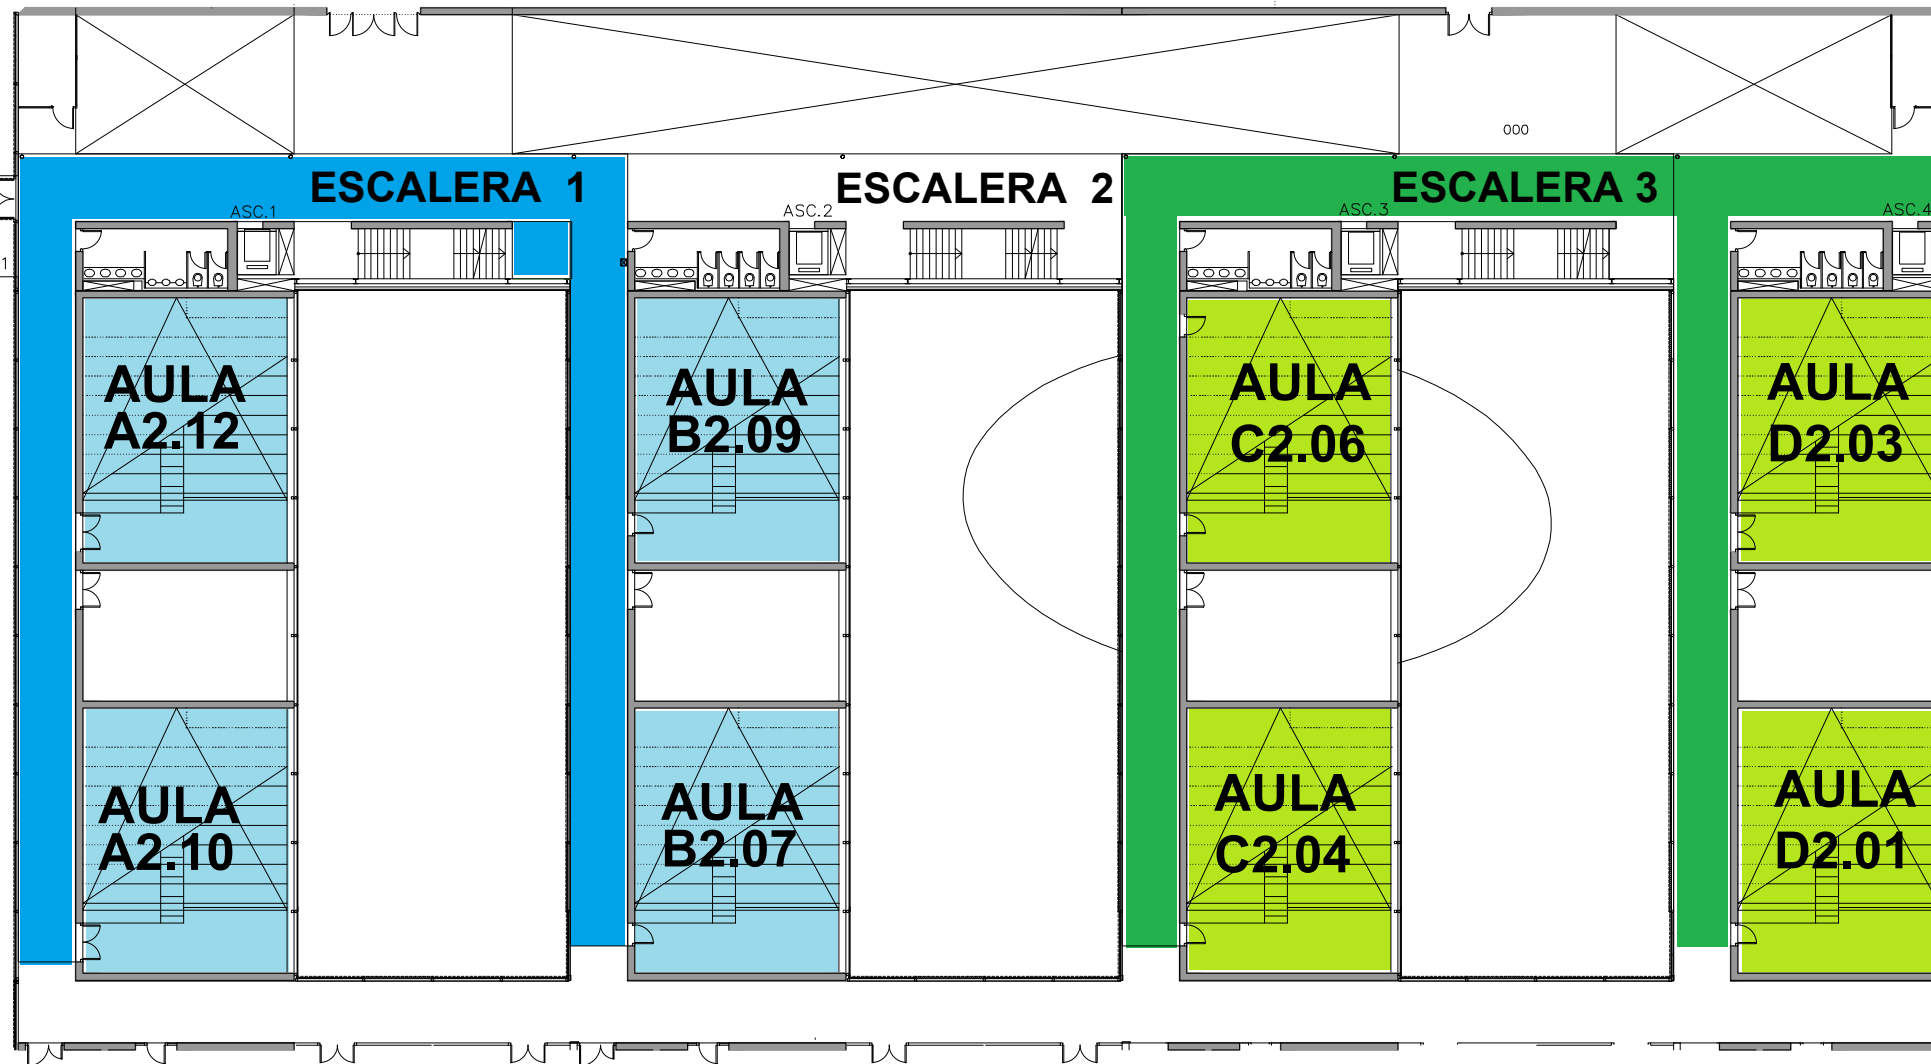 000
ESCALERA 1
ESCALERA 2
ESCALERA 3
ASC.1
ASC.2
ASC.3
ASC.4
1
AULA
A2.12
AULA
B2.09
AULA
C2.06
AULA
D2.03
AULA
A2.10
AULA
B2.07
AULA
C2.04
AULA
D2.01